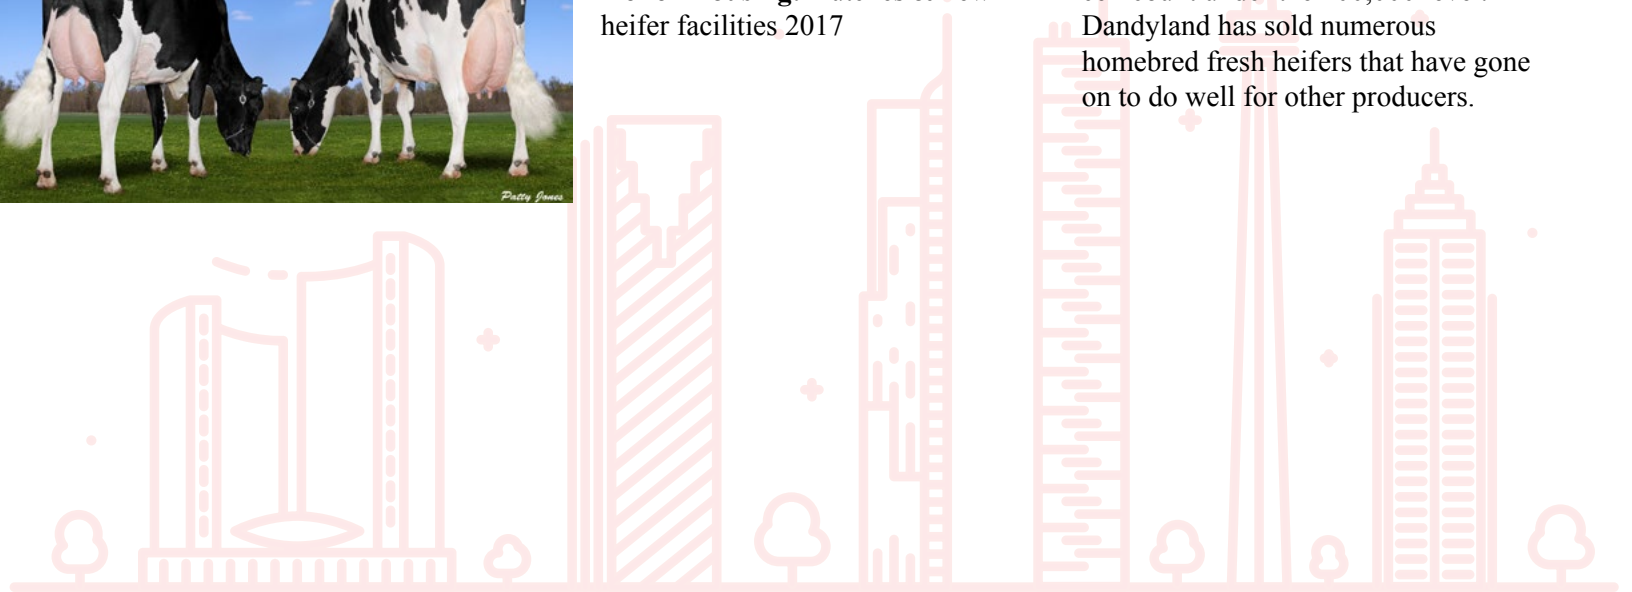 heifer facilities 2017
Dandyland has sold numerous
homebred fresh heifers that have gone
on to do well for other producers.
Patty Jones